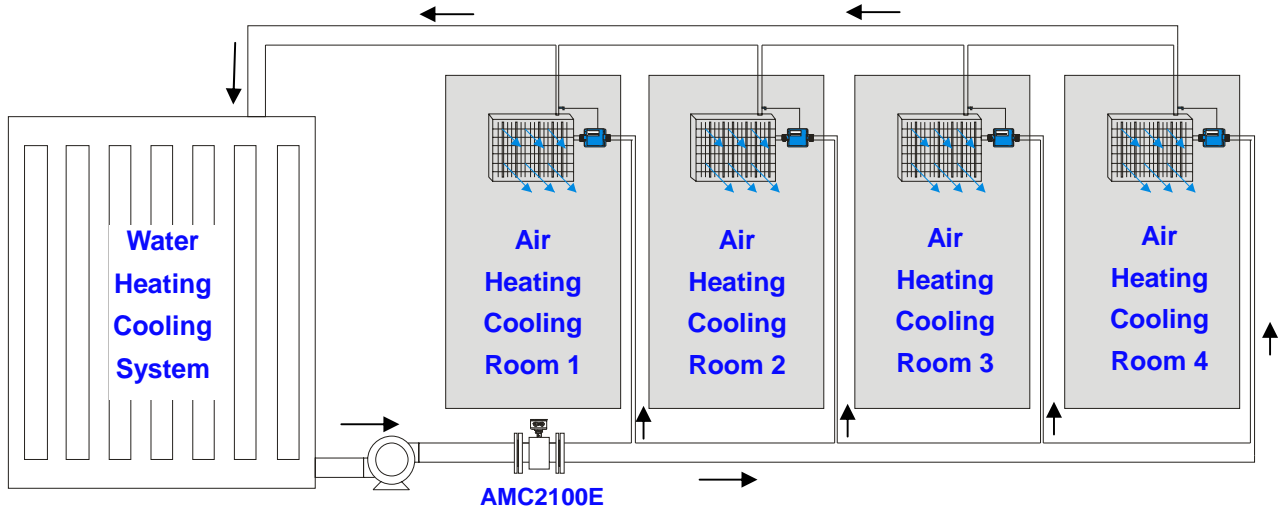 Water
Heating
Cooling
System
Air
Heating
Cooling
Room 1
Air
Heating
Cooling
Room 2
Air
Heating
Cooling
Room 3
Air
Heating
Cooling
Room 4
AMC2100E